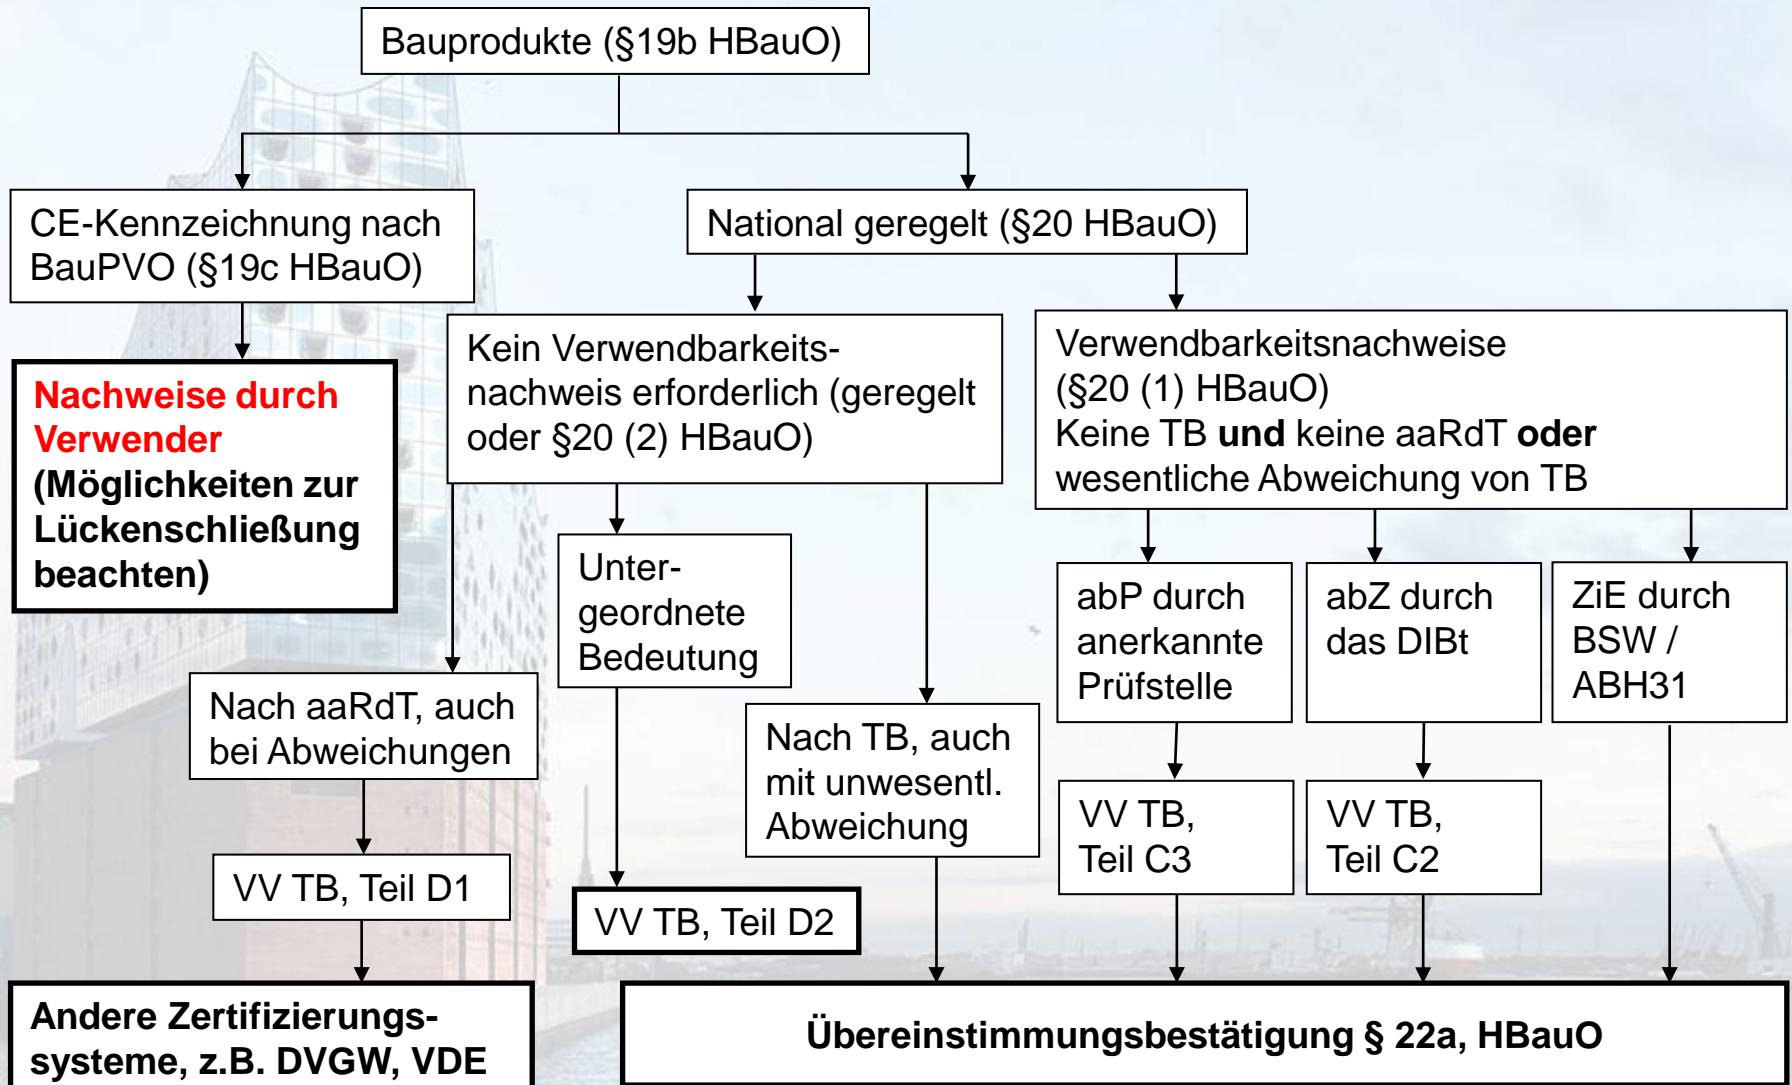 Bauprodukte (§19b HBauO)
CE-Kennzeichnung nach
BauPVO (§19c HBauO)
National geregelt (§20 HBauO)
Nachweise durch
Verwender
(Möglichkeiten zur
Lückenschließung
beachten)
Kein Verwendbarkeits-
nachweis erforderlich (geregelt
oder §20 (2) HBauO)
Verwendbarkeitsnachweise
(§20 (1) HBauO)
Keine TB und keine aaRdT oder
wesentliche Abweichung von TB
Nach aaRdT, auch
bei Abweichungen
Unter-
geordnete
Bedeutung
Nach TB, auch
mit unwesentl.
Abweichung
abP durch
anerkannte
Prüfstelle
abZ durch
das DIBt
ZiE durch
BSW /
ABH31
VV TB, Teil D1
VV TB, Teil D2
VV TB,
Teil C3
VV TB,
Teil C2
Andere Zertifizierungs-
systeme, z.B. DVGW, VDE
Übereinstimmungsbestätigung § 22a, HBauO